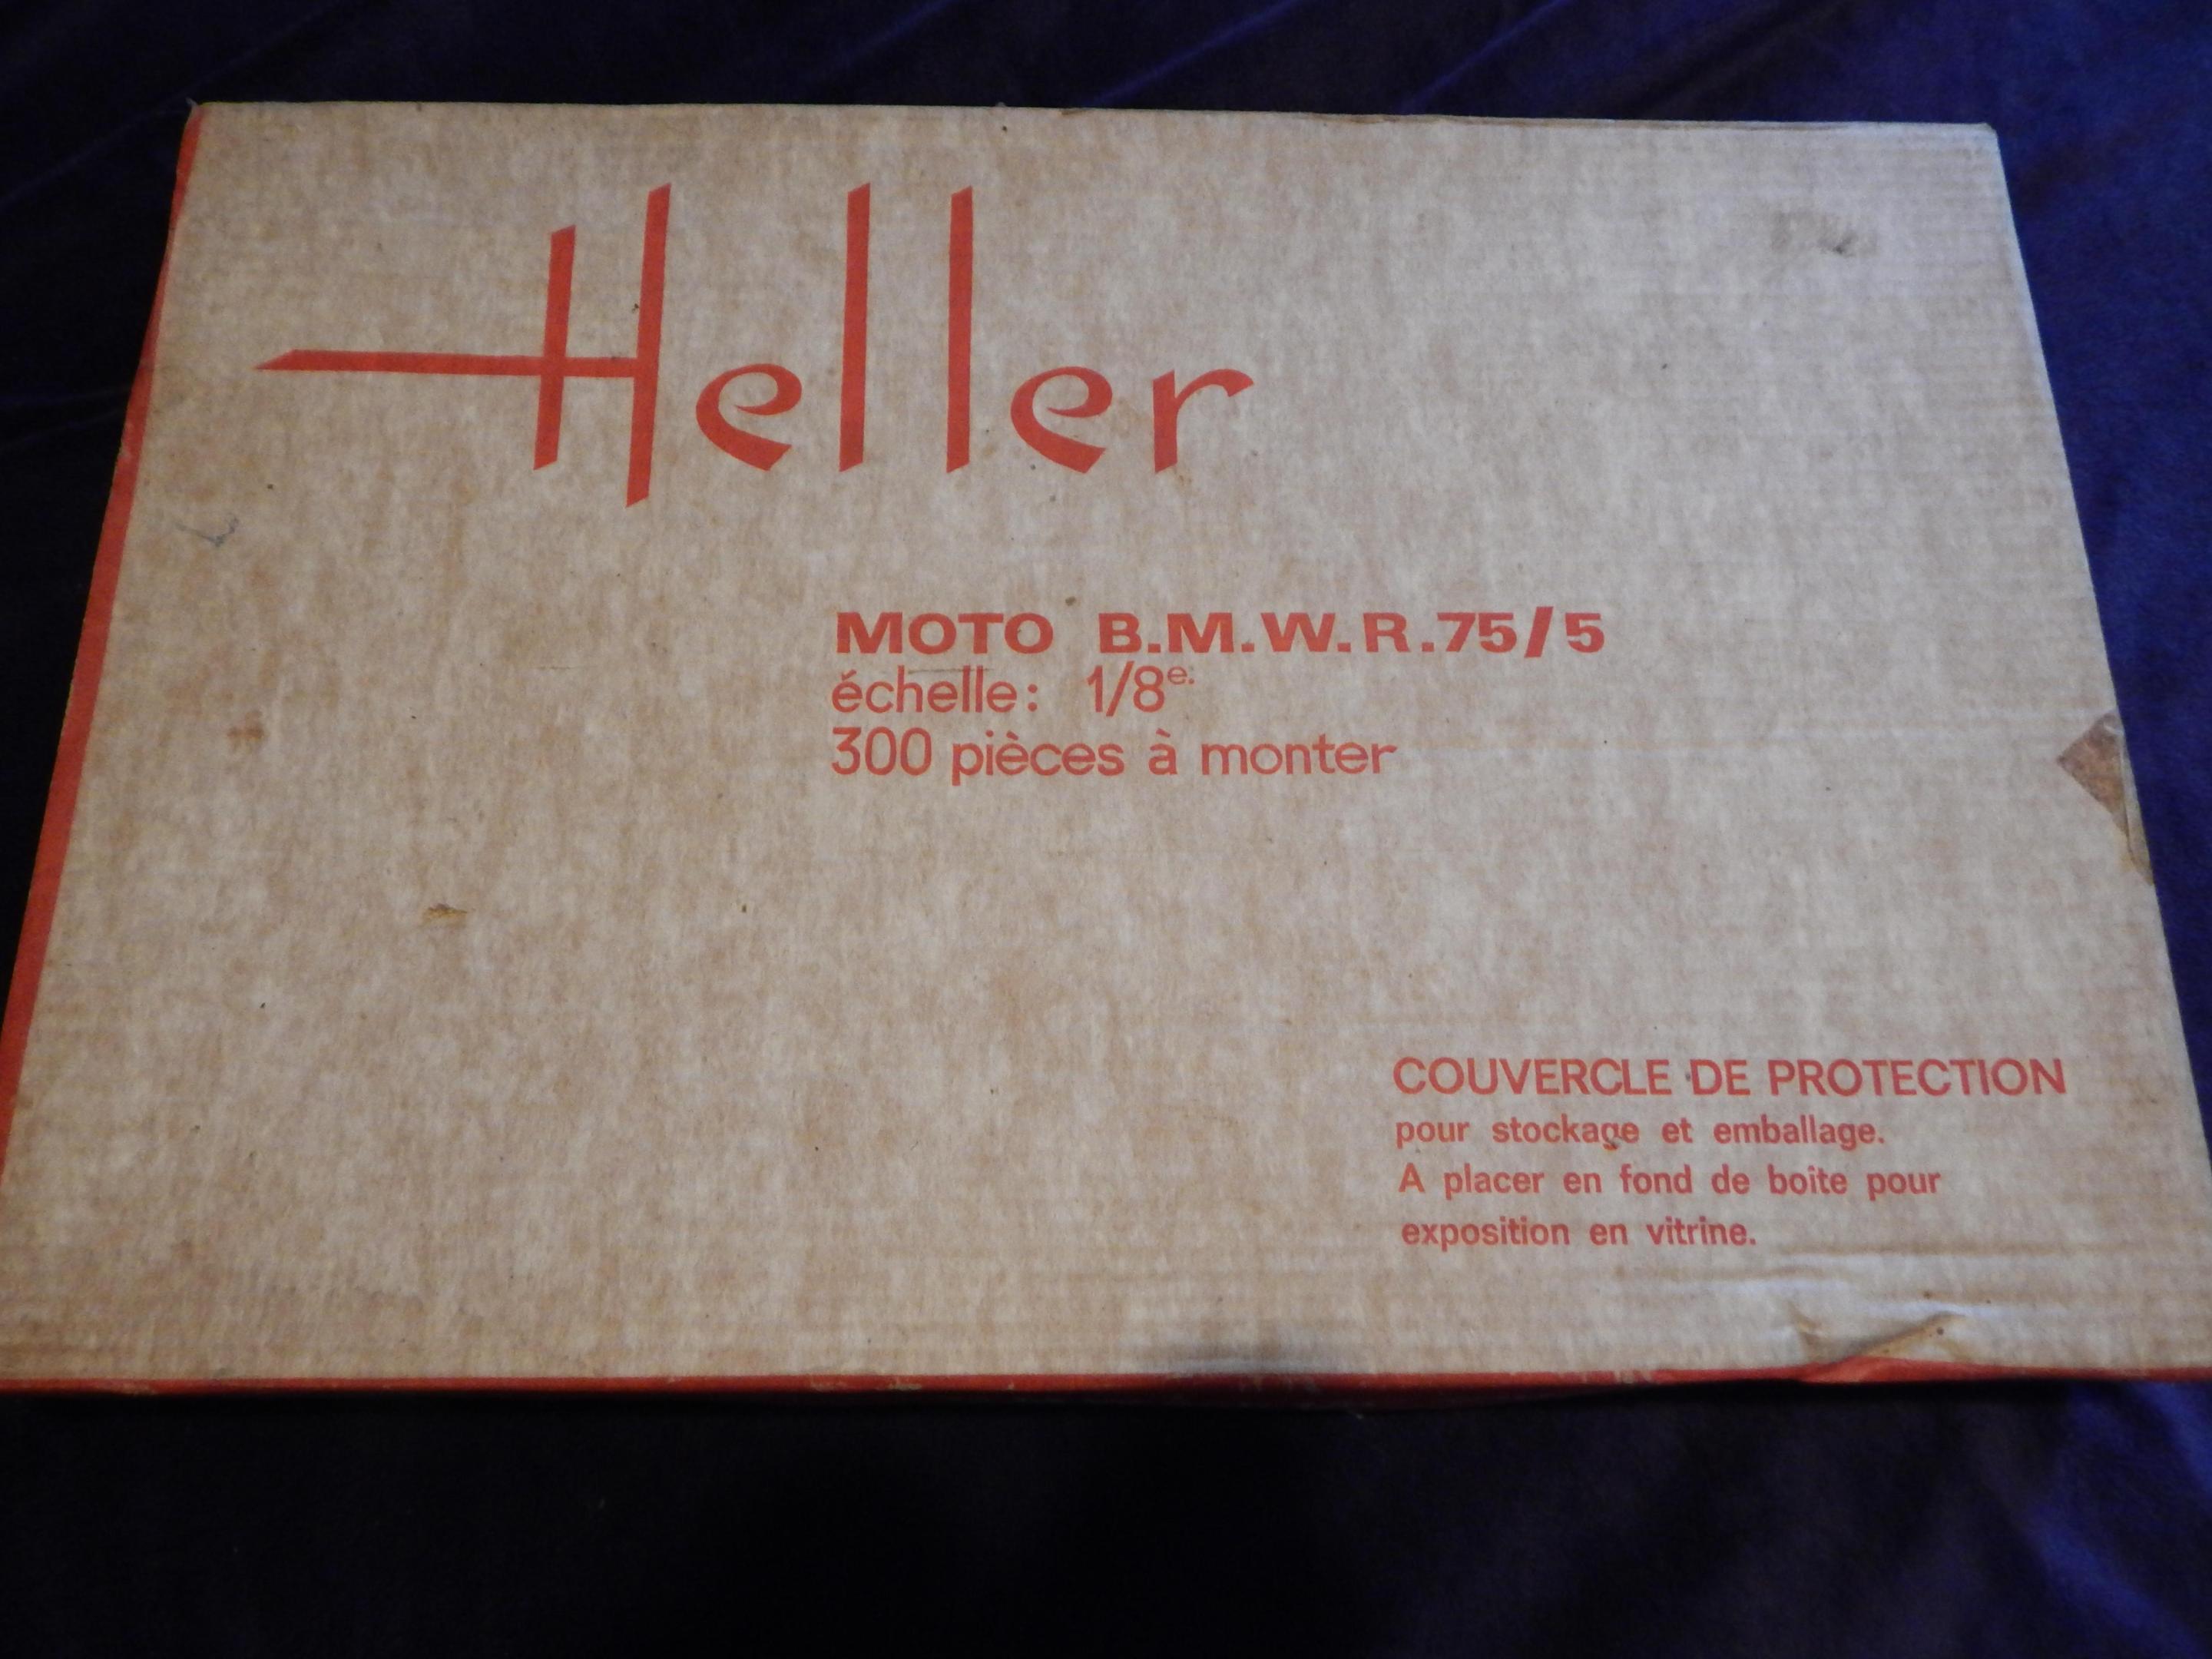 Heller
MOTO B.M.W.R.75/5
échelle: 1/8e.
300 pièces à monter
COUVERCLE DE PROTECTION
pour stockage et emballage.
A placer en fond de boîte pour
exposition en vitrine.